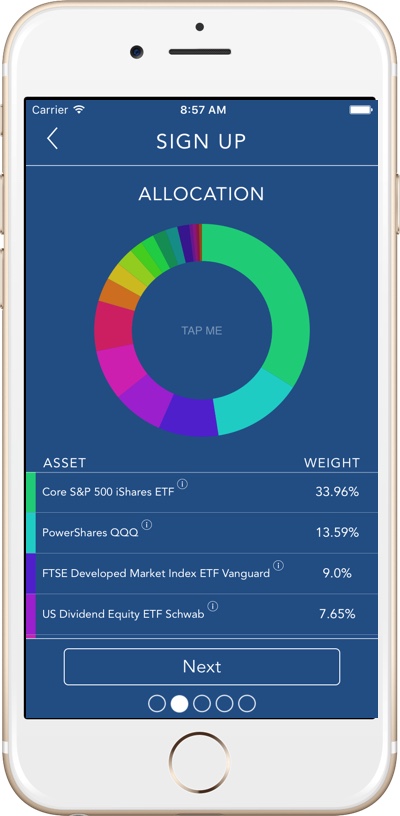 Carrier 8:57 AM
SIGN UP
ALLOCATION
TAP ME
ASSET WEIGHT
Core S&P 500 iShares ETF 33.96%
PowerShares QQQ 13.59%
FTSE Developed Market Index ETF Vanguard 9.0%
US Dividend Equity ETF Schwab 7.65%
Next